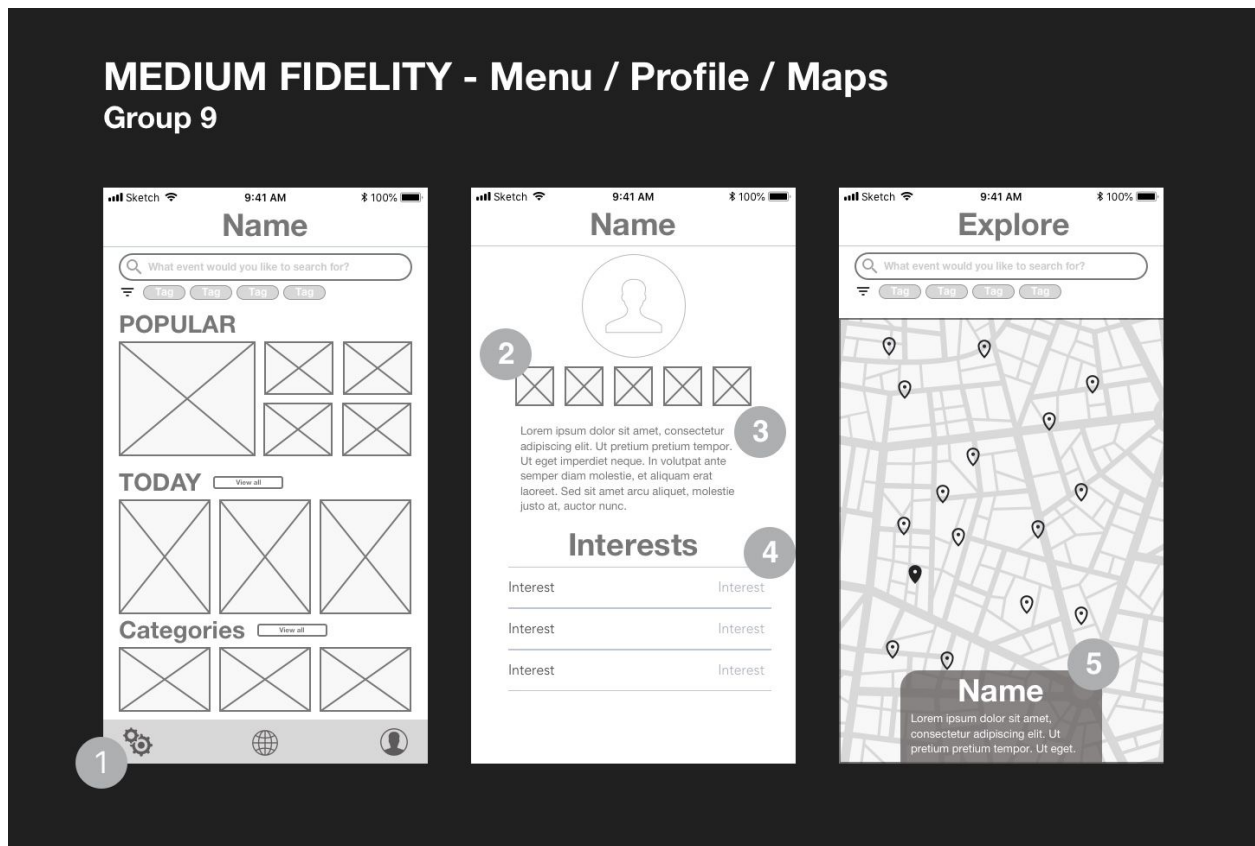 MEDIUM FIDELITY - Menu / Profile / Maps
Group 9
Sketch 9:41 AM 100%
Name
What event would you like to search for?
Tag Tag Tag Tag
POPULAR
TODAY View all
Categories View all
1
Sketch 9:41 AM 100%
Name
2
3
Lorem ipsum dolor sit amet, consectetur
adipiscing elit. Ut pretium pretium tempor.
Ut eget imperdiet neque. In volutpat ante
semper diam molestie, et aliquam erat
laoreet. Sed sit amet arcu aliquet, molestie
justo at, auctor nunc.
Interests
4
Interest Interest
Interest Interest
Interest Interest
Sketch 9:41 AM 100%
Explore
What event would you like to search for?
Tag Tag Tag Tag
5
Name
Lorem ipsum dolor sit amet,
consectetur adipiscing elit. Ut
pretium pretium tempor. Ut eget.